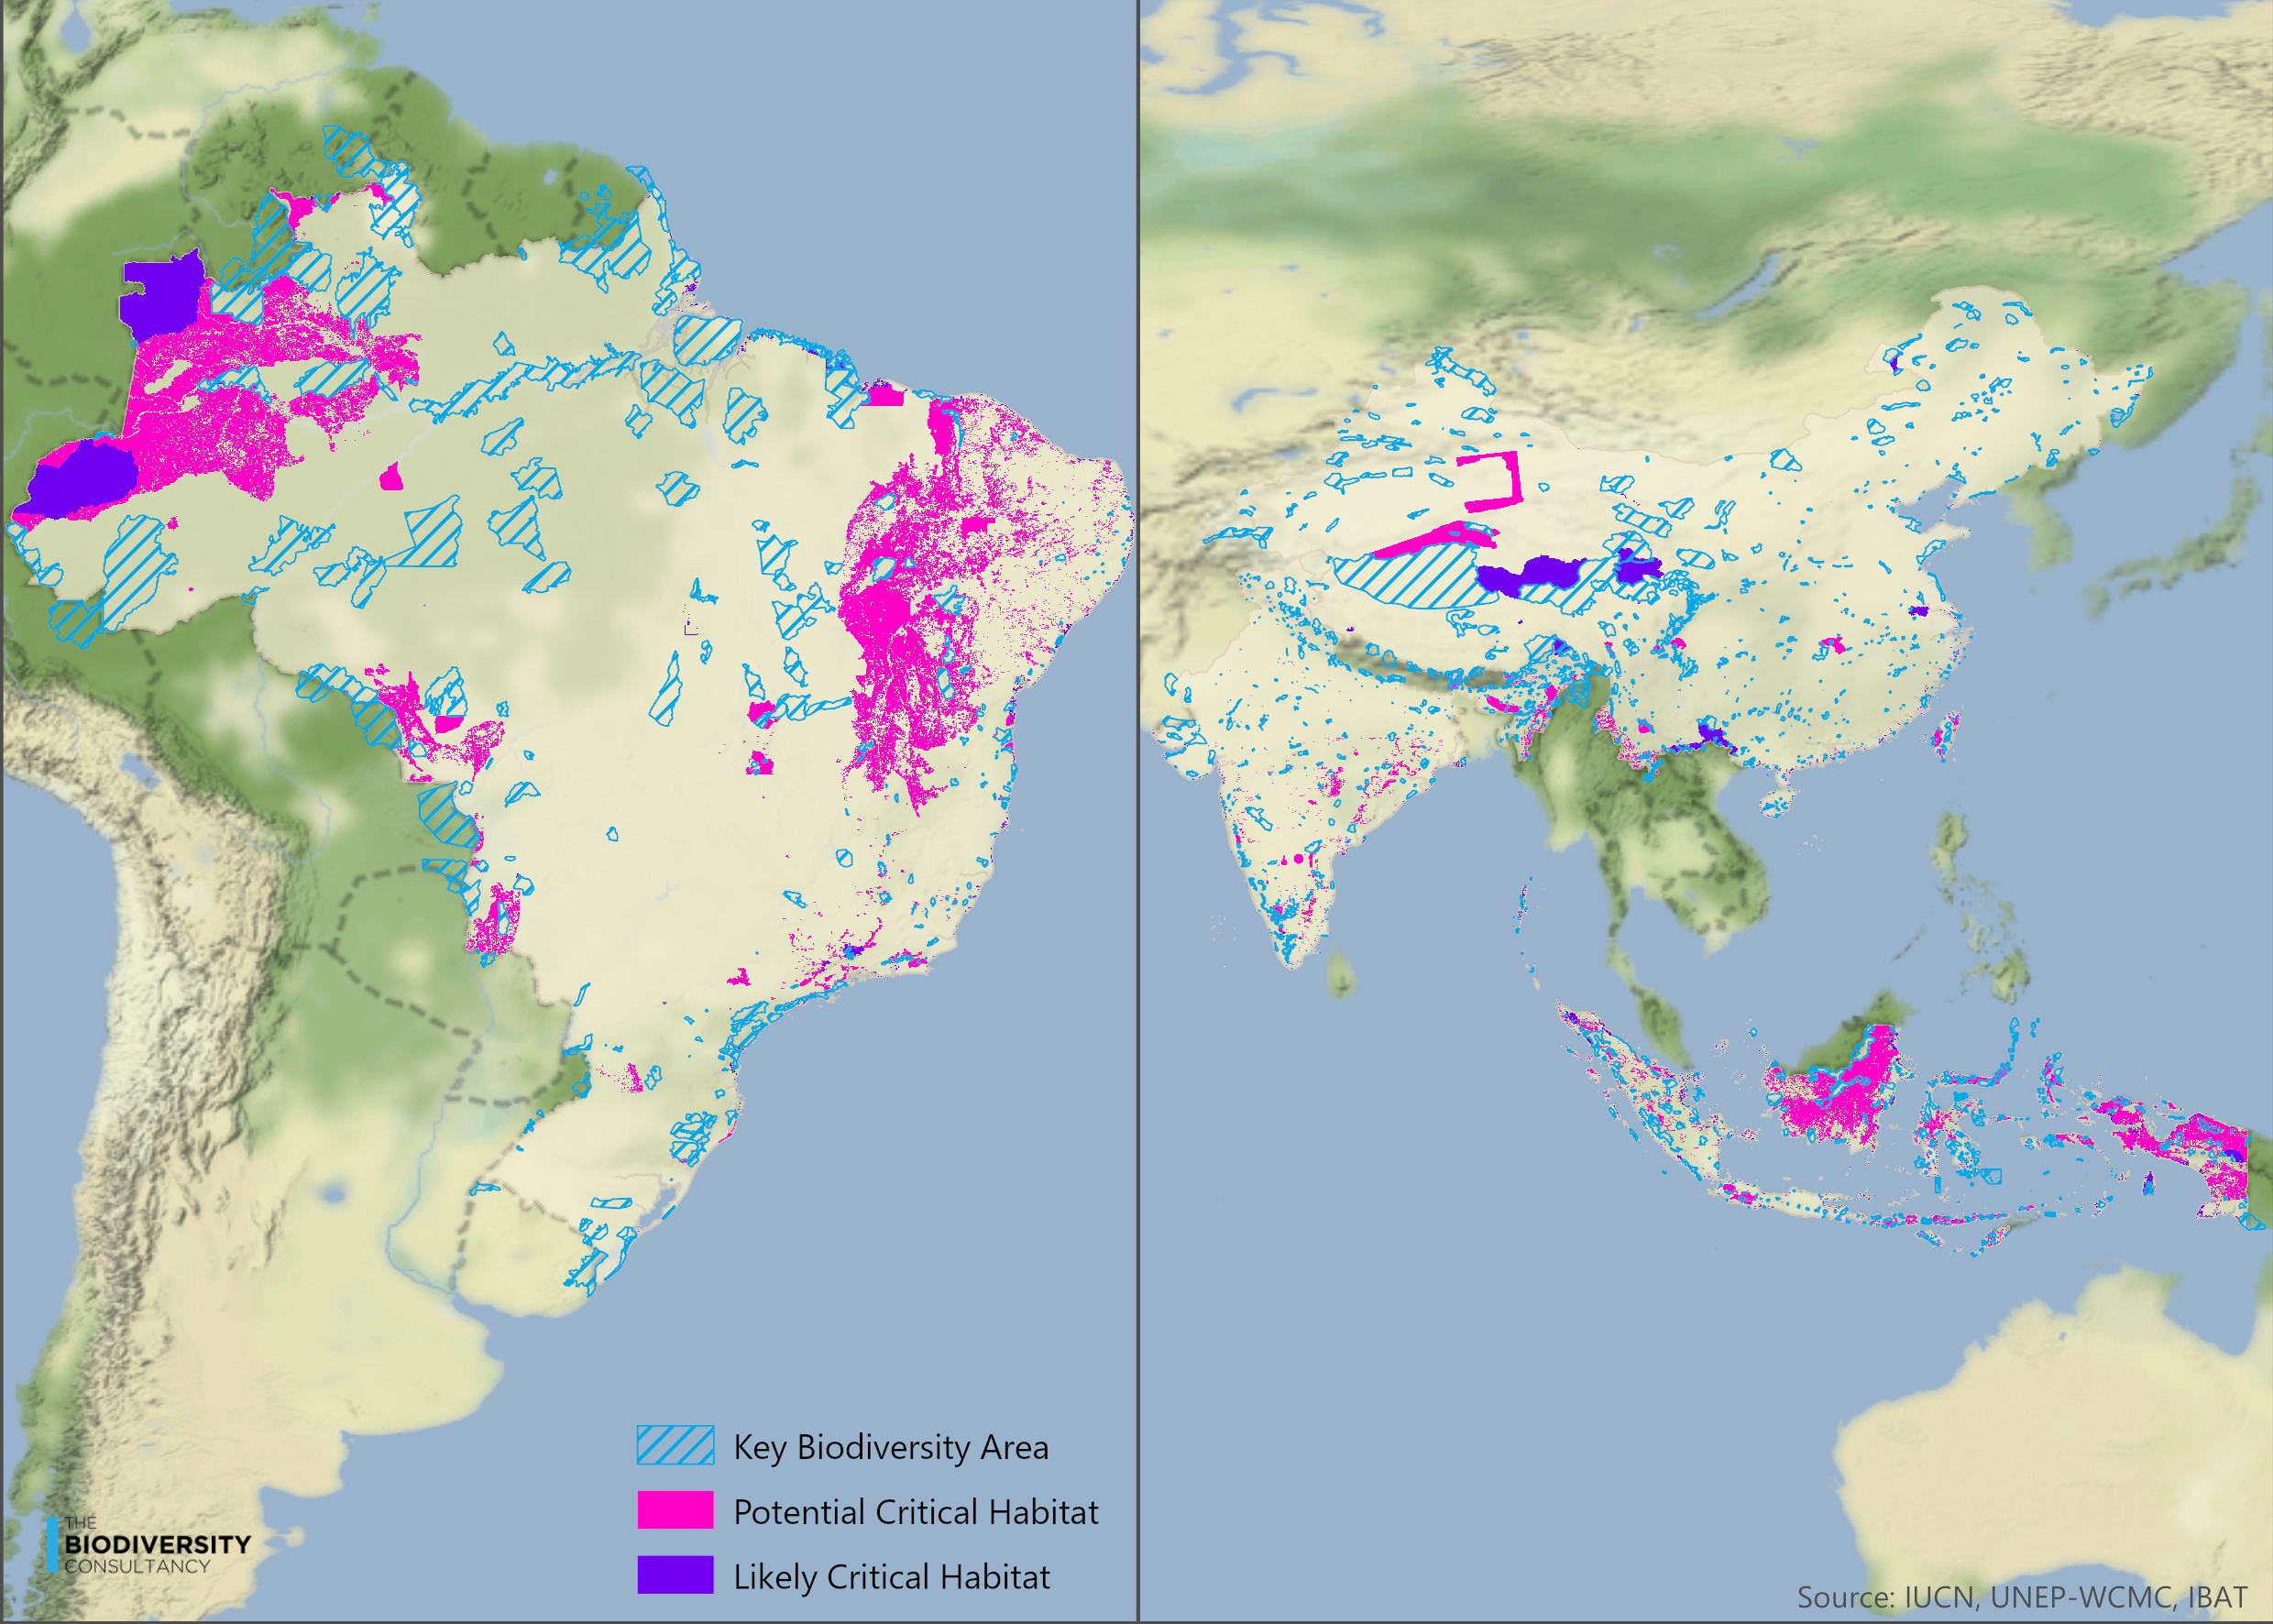 Key Biodiversity Area
Potential Critical Habitat
Likely Critical Habitat
THE
BIODIVERSITY
CONSULTANCY
Source: IUCN, UNEP-WCMC, IBAT